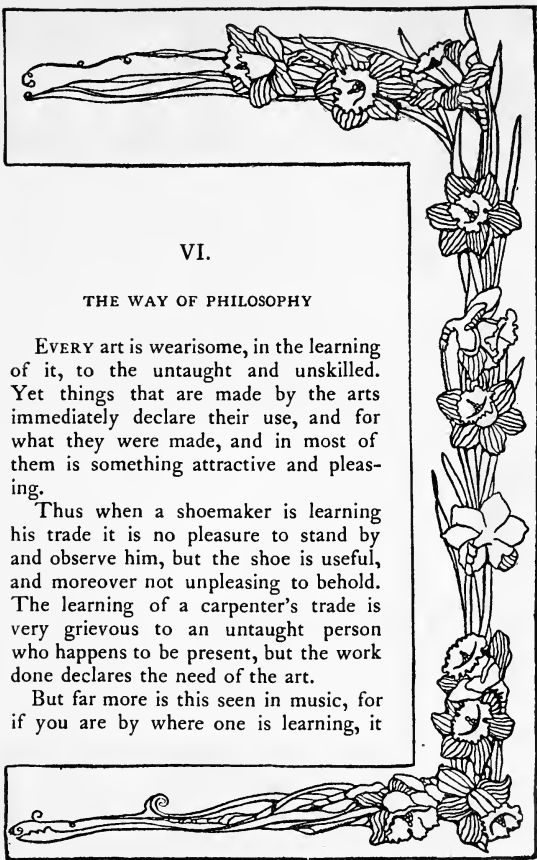 VI.
THE WAY OF PHILOSOPHY
EVERY art is wearisome, in the learning
of it, to the untaught and unskilled.
Yet things that are made by the arts
immediately declare their use, and for
what they were made, and in most of
them is something attractive and pleas-
ing.
Thus when a shoemaker is learning
his trade it is no pleasure to stand by
and observe him, but the shoe is useful,
and moreover not unpleasing to behold.
The learning of a carpenter's trade is
very grievous to an untaught person
who happens to be present, but the work
done declares the need of the art.
But far more is this seen in music, for
if you are by where one is learning, it